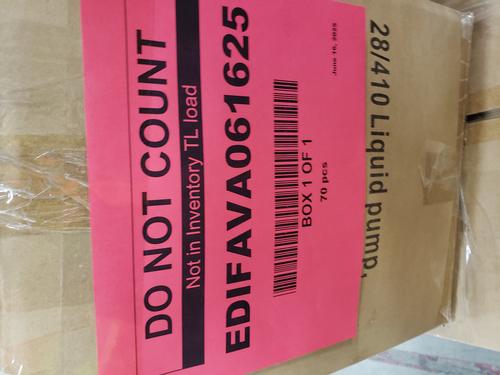 DO NOT COUNT
Not in Inventory TL load
EDIFAVA061625
BOX 1 OF 1
70 pcs
June 16, 2025
28/410 Liquid pump,